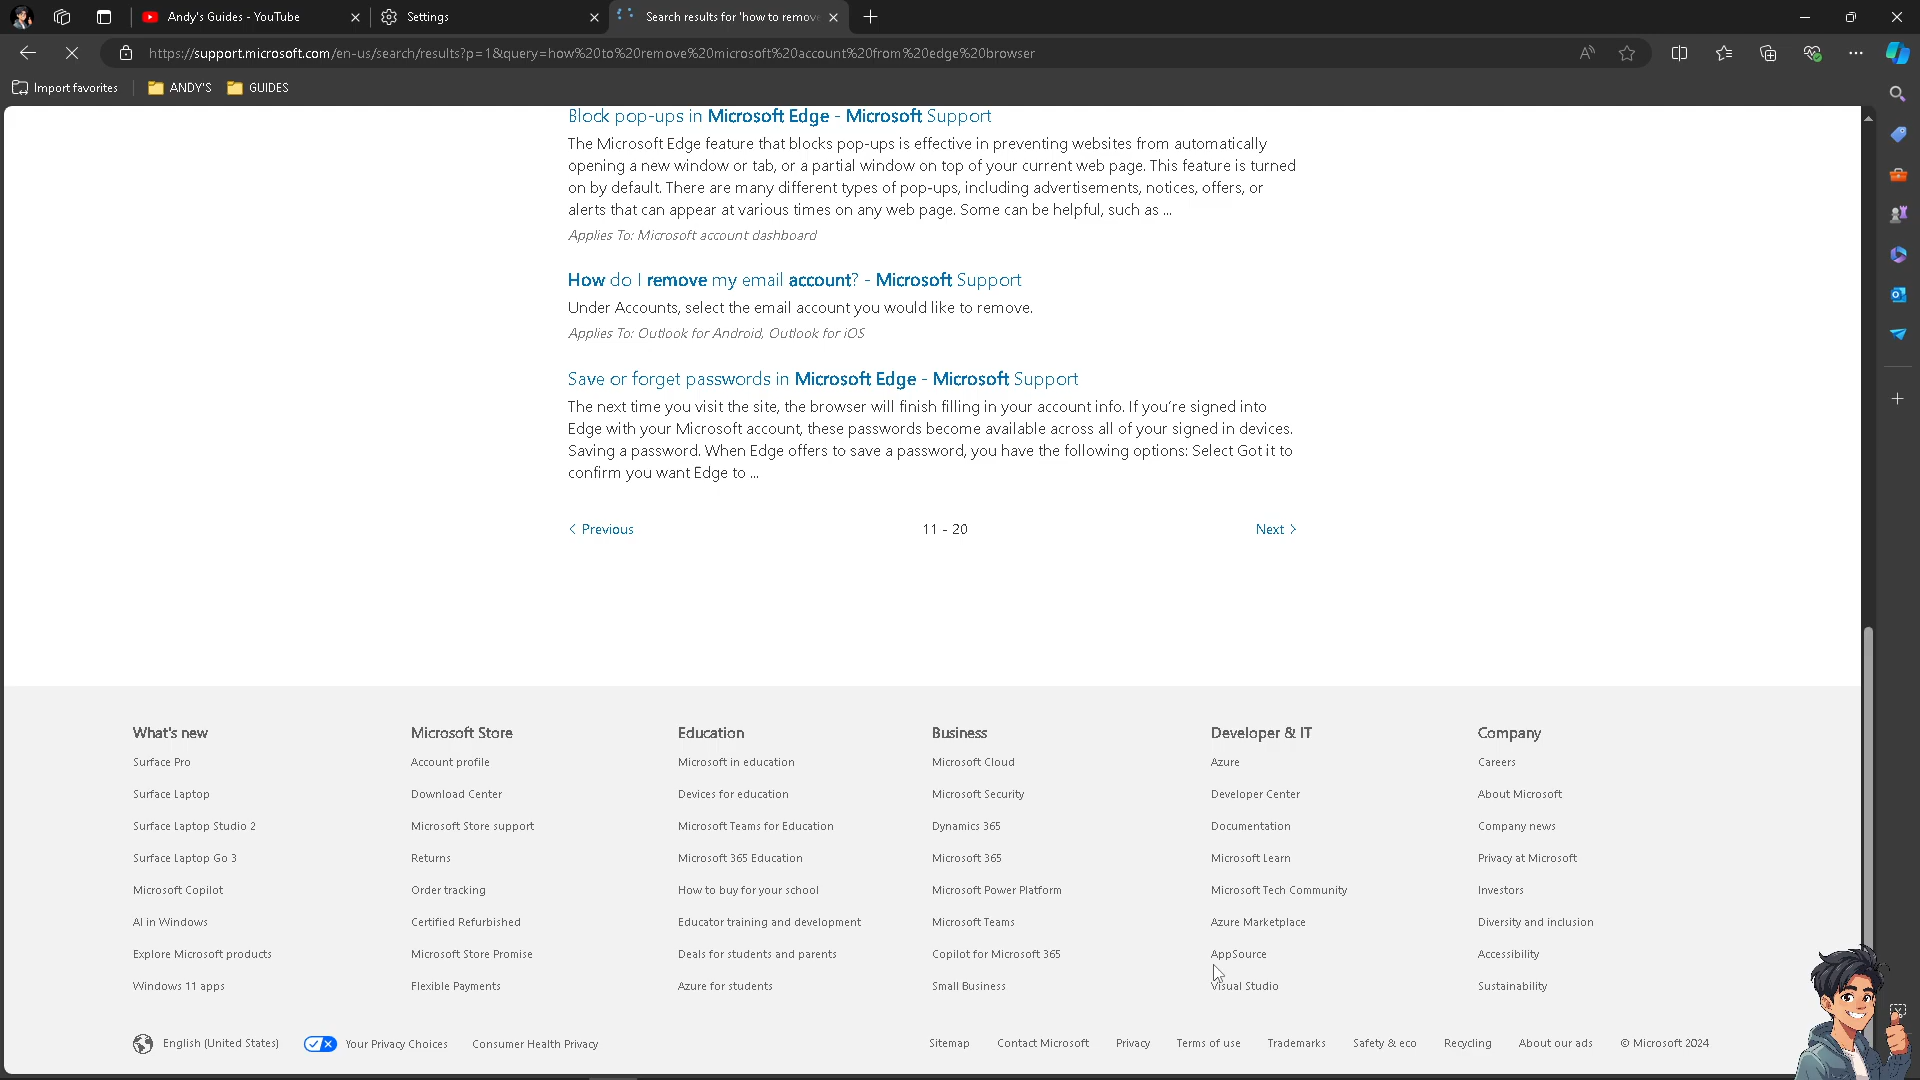 Andy's Guides - YouTube
Settings
Search results for 'how to remove
https://support.microsoft.com/en-us/search/results?p=1&query=how%20to%20remove%20microsoft%20account%20from%20edge%20browser
Import favorites
ANDY'S
GUIDES
Block pop-ups in Microsoft Edge - Microsoft Support
The Microsoft Edge feature that blocks pop-ups is effective in preventing websites from automatically
opening a new window or tab, or a partial window on top of your current web page. This feature is turned
on by default. There are many different types of pop-ups, including advertisements, notices, offers, or
alerts that can appear at various times on any web page. Some can be helpful, such as ...
Applies To: Microsoft account dashboard
How do I remove my email account? - Microsoft Support
Under Accounts, select the email account you would like to remove.
Applies To: Outlook for Android, Outlook for iOS
Save or forget passwords in Microsoft Edge - Microsoft Support
The next time you visit the site, the browser will finish filling in your account info. If you're signed into
Edge with your Microsoft account, these passwords become available across all of your signed in devices.
Saving a password. When Edge offers to save a password, you have the following options: Select Got it to
confirm you want Edge to ...
< Previous
11 - 20
Next >
What's new
Surface Pro
Surface Laptop
Surface Laptop Studio 2
Surface Laptop Go 3
Microsoft Copilot
AI in Windows
Explore Microsoft products
Windows 11 apps
Microsoft Store
Account profile
Download Center
Microsoft Store support
Returns
Order tracking
Certified Refurbished
Microsoft Store Promise
Flexible Payments
Education
Microsoft in education
Devices for education
Microsoft Teams for Education
Microsoft 365 Education
How to buy for your school
Educator training and development
Deals for students and parents
Azure for students
Business
Microsoft Cloud
Microsoft Security
Dynamics 365
Microsoft 365
Microsoft Power Platform
Microsoft Teams
Copilot for Microsoft 365
Small Business
Developer & IT
Azure
Developer Center
Documentation
Microsoft Learn
Microsoft Tech Community
Azure Marketplace
AppSource
Visual Studio
Company
Careers
About Microsoft
Company news
Privacy at Microsoft
Investors
Diversity and inclusion
Accessibility
Sustainability
English (United States)
Your Privacy Choices
Consumer Health Privacy
Sitemap
Contact Microsoft
Privacy
Terms of use
Trademarks
Safety & eco
Recycling
About our ads
© Microsoft 2024